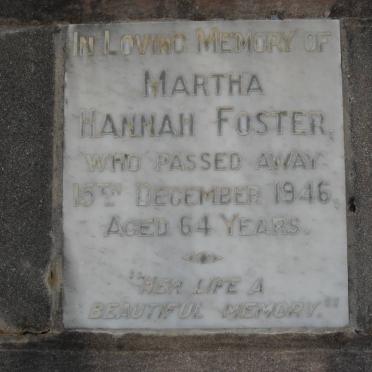 IN LOVING MEMORY OF
MARTHA
HANNAH FOSTER,
WHO PASSED AWAY
15TH DECEMBER 1946,
AGED 64 YEARS.
"HER LIFE A
BEAUTIFUL MEMORY."